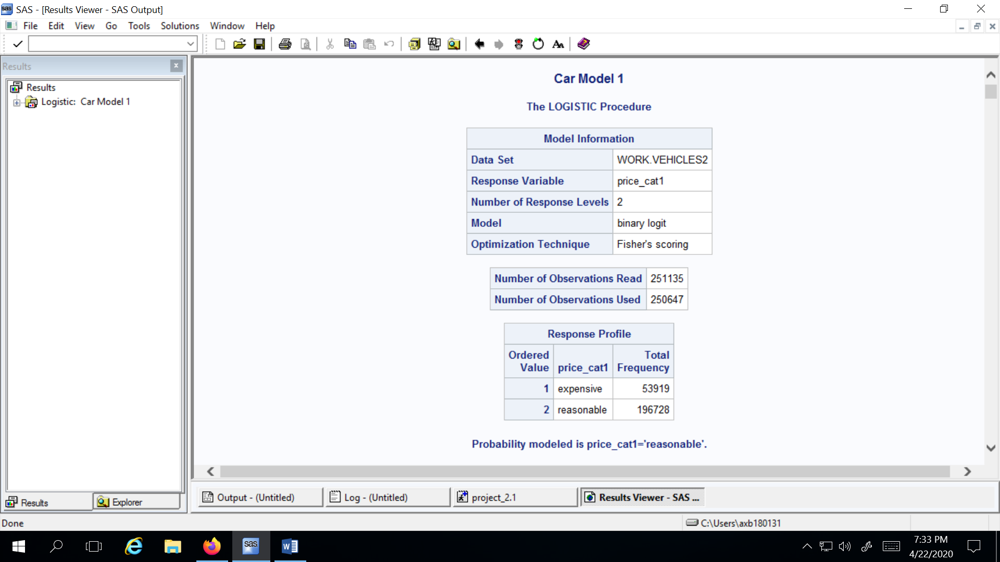 SAS - [Results Viewer - SAS Output]
File Edit View Go Tools Solutions Window Help
Results
Results
Logistic: Car Model 1
Car Model 1
The LOGISTIC Procedure
Model Information
Data Set WORK.VEHICLES2
Response Variable price_cat1
Number of Response Levels 2
Model binary logit
Optimization Technique Fisher's scoring
Number of Observations Read 251135
Number of Observations Used 250647
Response Profile
Ordered Value price_cat1 Total Frequency
1 expensive 53919
2 reasonable 196728
Probability modeled is price_cat1='reasonable'.
Results Explorer
Output - (Untitled) Log - (Untitled) project_2.1 Results Viewer - SAS ...
Done C:\Users\axb180131
7:33 PM
4/22/2020